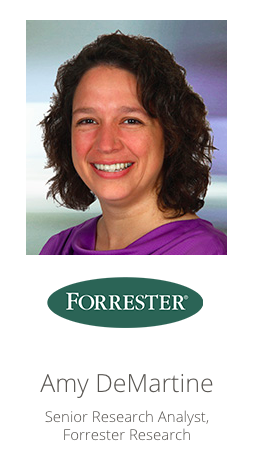 FORRESTER®
Amy DeMartine
Senior Research Analyst,
Forrester Research